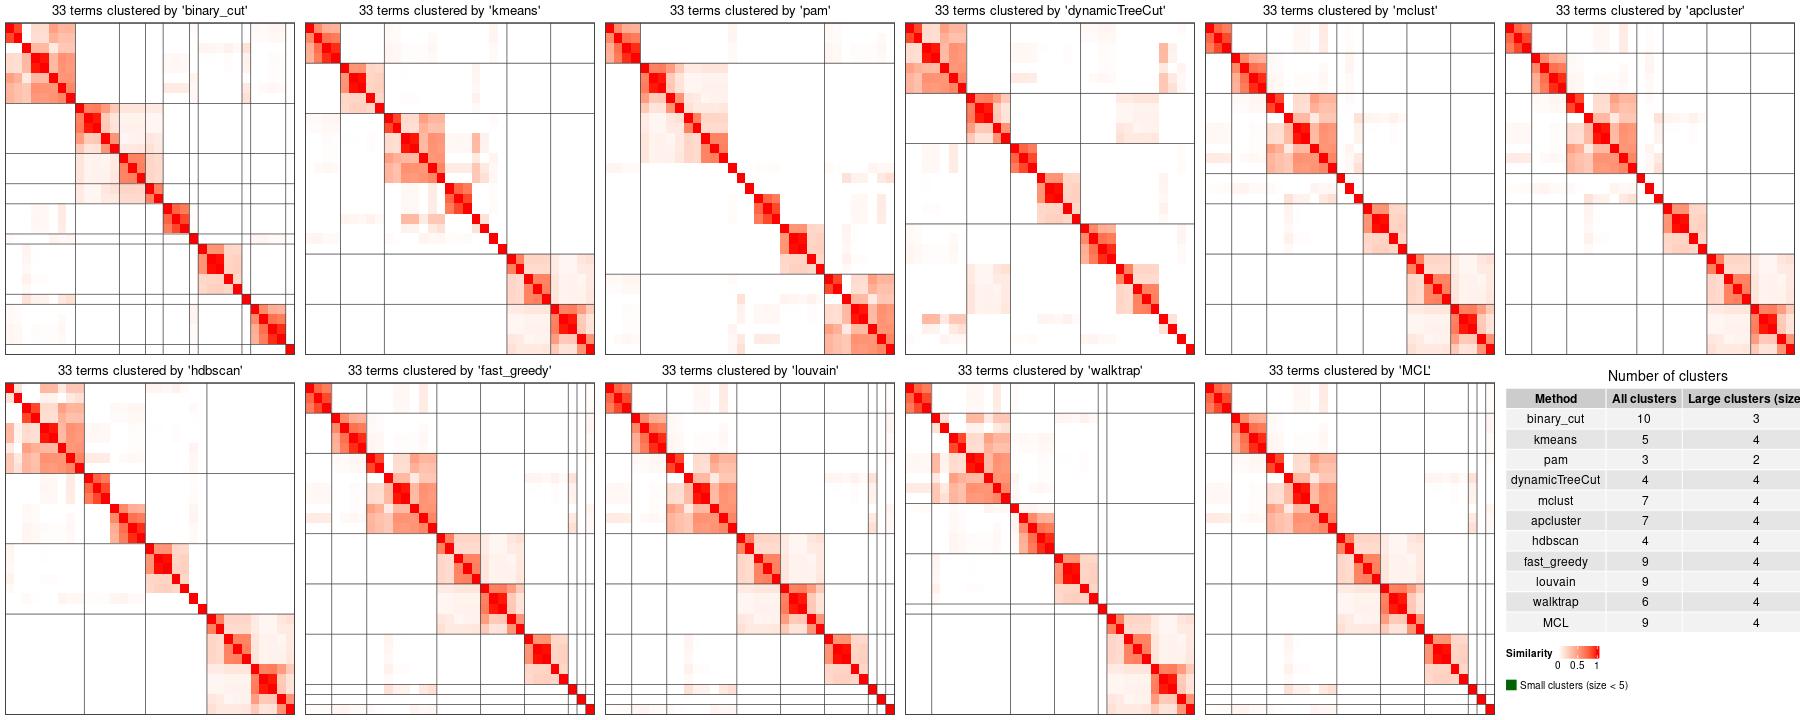 33 terms clustered by 'binary_cut'
33 terms clustered by 'kmeans'
33 terms clustered by 'pam'
33 terms clustered by 'dynamicTreeCut'
33 terms clustered by 'mclust'
33 terms clustered by 'apcluster'
33 terms clustered by 'hdbscan'
33 terms clustered by 'fast_greedy'
33 terms clustered by 'louvain'
33 terms clustered by 'walktrap'
33 terms clustered by 'MCL'
Number of clusters
Method All clusters Large clusters (size
binary_cut 10 3
kmeans 5 4
pam 3 2
dynamicTreeCut 4 4
mclust 7 4
apcluster 7 4
hdbscan 4 4
fast_greedy 9 4
louvain 9 4
walktrap 6 4
MCL 9 4
Similarity
0 0.5 1
Small clusters (size < 5)